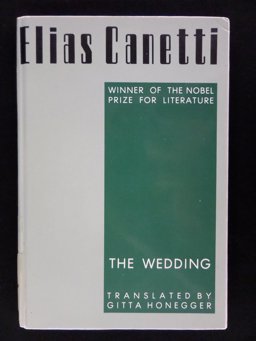 Elias Canetti
WINNER OF THE NOBEL
PRIZE FOR LITERATURE
THE WEDDING
TRANSLATED BY
GITTA HONEGGER